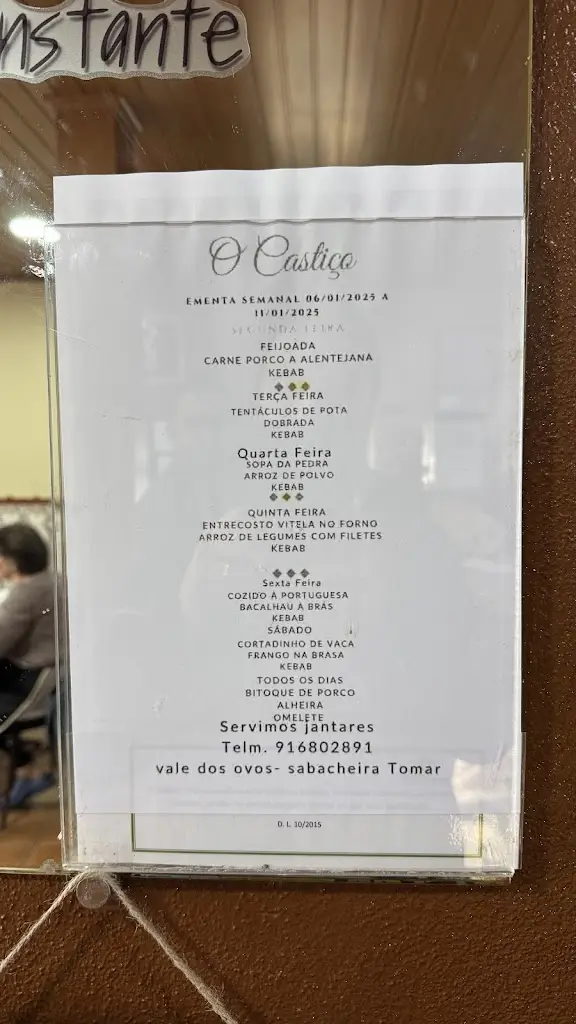 nstante
O Castiço
EMENTA SEMANAL 06/01/2025 A
11/01/2025
SEGUNDA FEIRA
FEIJOADA
CARNE PORCO A ALENTEJANA
KEBAB
TERÇA FEIRA
TENTÁCULOS DE POTA
DOBRADA
KEBAB
Quarta Feira
SOPA DA PEDRA
ARROZ DE POLVO
KEBAB
QUINTA FEIRA
ENTRECOSTO VITELA NO FORNO
ARROZ DE LEGUMES COM FILETES
KEBAB
Sexta Feira
COZIDO À PORTUGUESA
BACALHAU À BRÁS
KEBAB
SÁBADO
CORTADINHO DE VACA
FRANGO NA BRASA
KEBAB
TODOS OS DIAS
BITOQUE DE PORCO
ALHEIRA
OMELETE
Servimos jantares
Telm. 916802891
vale dos ovos- sabacheira Tomar
D. L. 10/2015